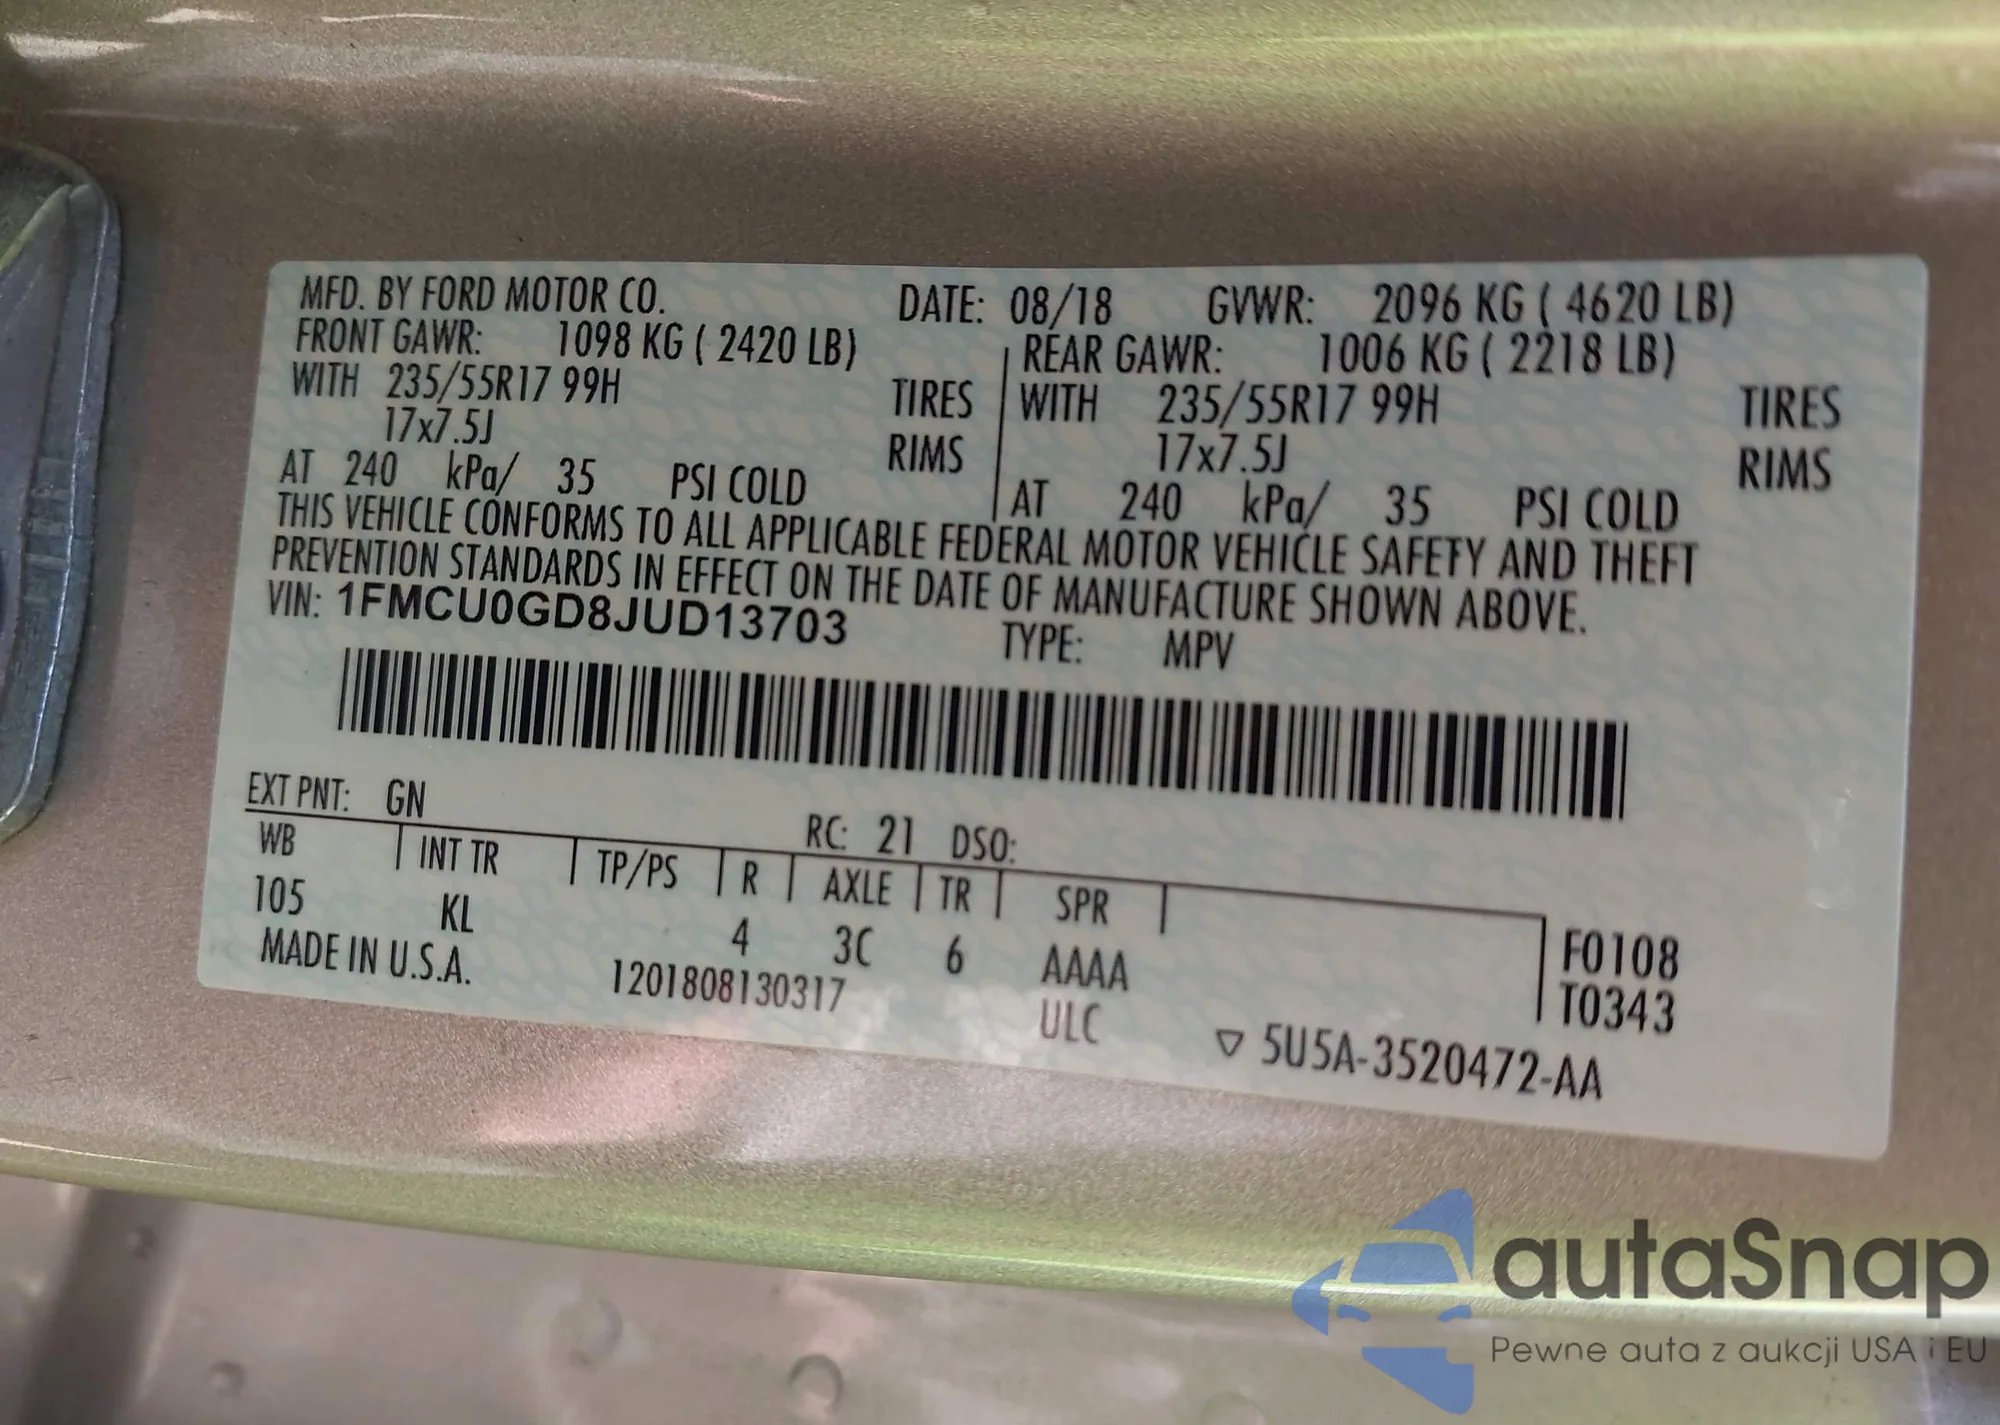 MFD. BY FORD MOTOR CO. DATE: 08/18 GVWR: 2096 KG ( 4620 LB)
FRONT GAWR: 1098 KG ( 2420 LB) REAR GAWR: 1006 KG ( 2218 LB)
WITH 235/55R17 99H TIRES WITH 235/55R17 99H TIRES
17x7.5J RIMS 17x7.5J RIMS
AT 240 kPa/ 35 PSI COLD AT 240 kPa/ 35 PSI COLD
THIS VEHICLE CONFORMS TO ALL APPLICABLE FEDERAL MOTOR VEHICLE SAFETY AND THEFT
PREVENTION STANDARDS IN EFFECT ON THE DATE OF MANUFACTURE SHOWN ABOVE.
VIN: 1FMCU0GD8JUD13703 TYPE: MPV
EXT PNT: GN RC: 21 DSO:
WB INT TR TP/PS R AXLE TR SPR
105 KL 4 3C 6 AAAA F0108
MADE IN U.S.A. 1201808130317 ULC T0343
▽ 5U5A-3520472-AA
autaSnap
Pewne auta z aukcji USA i EU